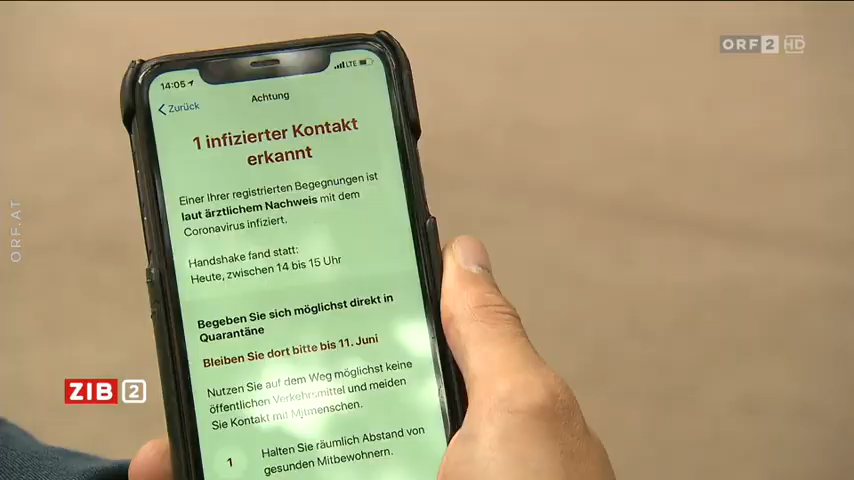 ORF 2 HD
14:05
LTE
Zurück
Achtung
1 infizierter Kontakt
erkannt
Einer Ihrer registrierten Begegnungen ist
laut ärztlichem Nachweis mit dem
Coronavirus infiziert.
Handshake fand statt:
Heute, zwischen 14 bis 15 Uhr
Begeben Sie sich möglichst direkt in
Quarantäne
Bleiben Sie dort bitte bis 11. Juni
Nutzen Sie auf dem Weg möglichst keine
öffentlichen Verkehrsmittel und meiden
Sie Kontakt mit Mitmenschen.
1
Halten Sie räumlich Abstand von
gesunden Mitbewohnern.
ORF.AT
ZIB 2